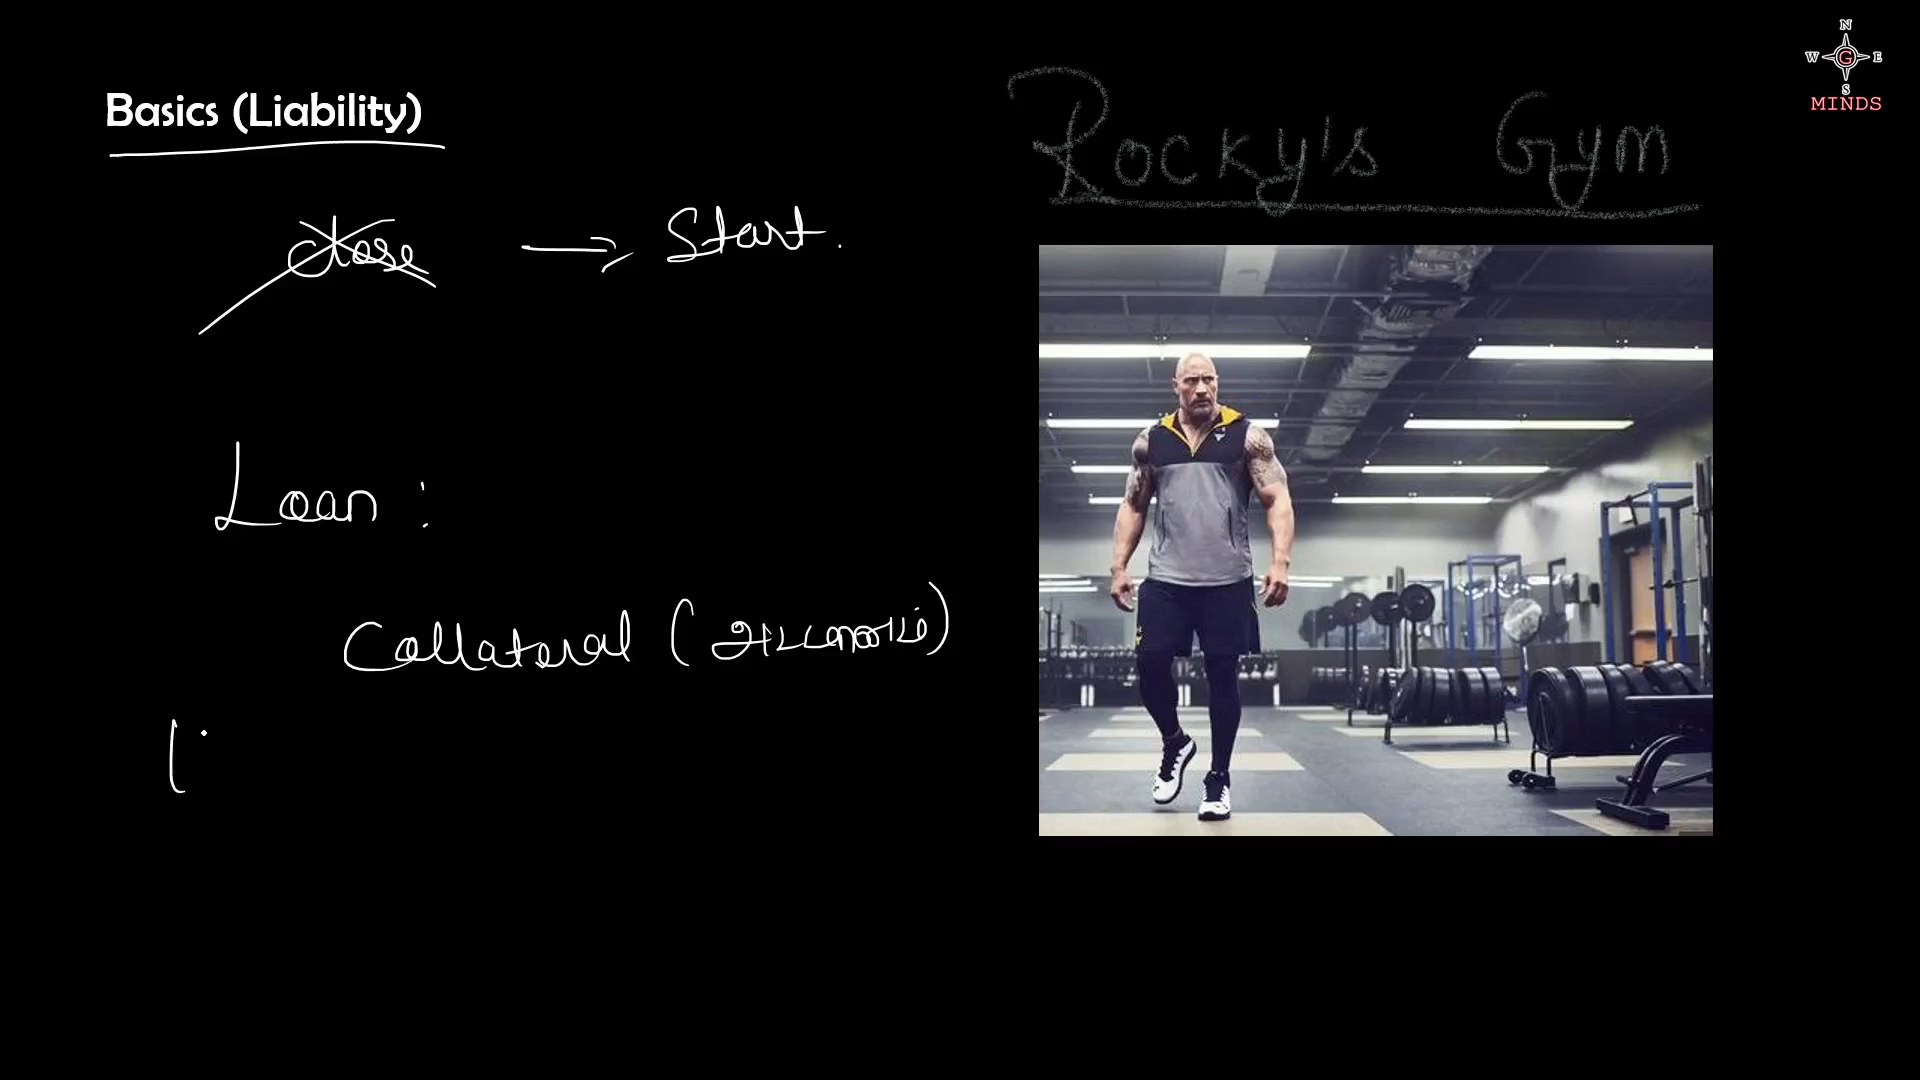 Basics (Liability)
close → Start.
Loan :
Collateral (அடமானம்)
Rocky's Gym
N
W G E
S
MINDS